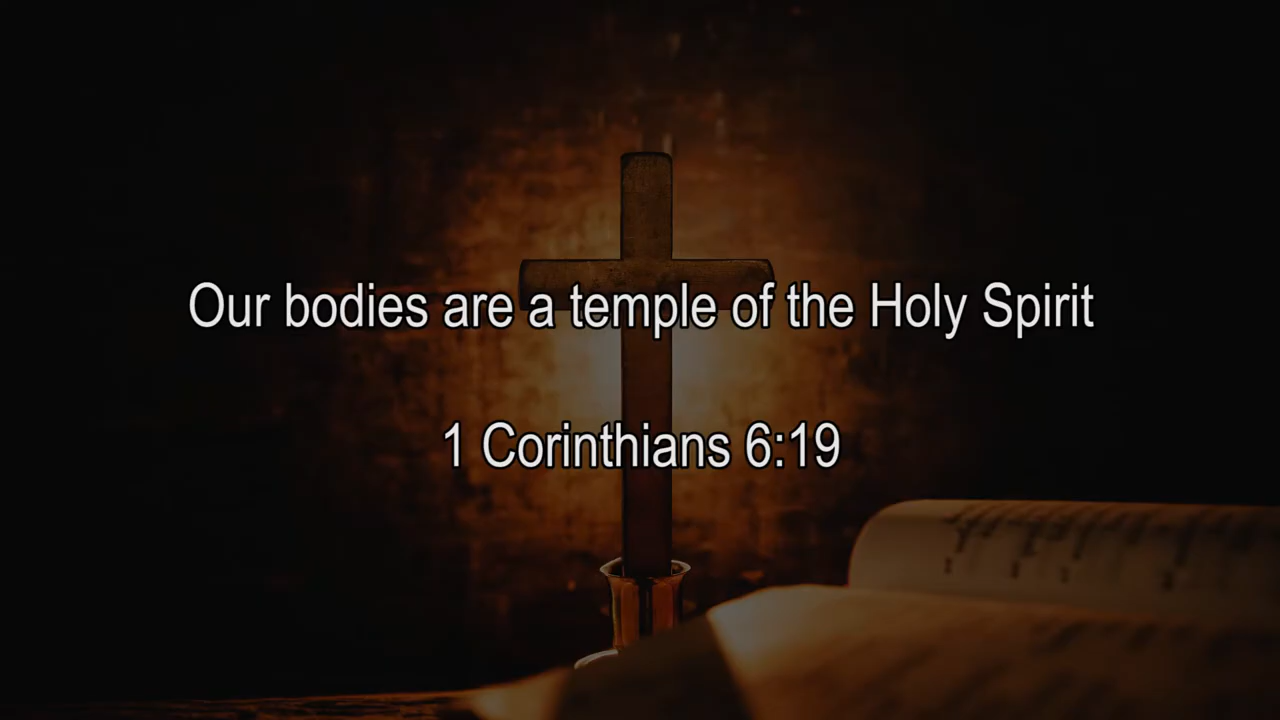 Our bodies are a temple of the Holy Spirit
1 Corinthians 6:19